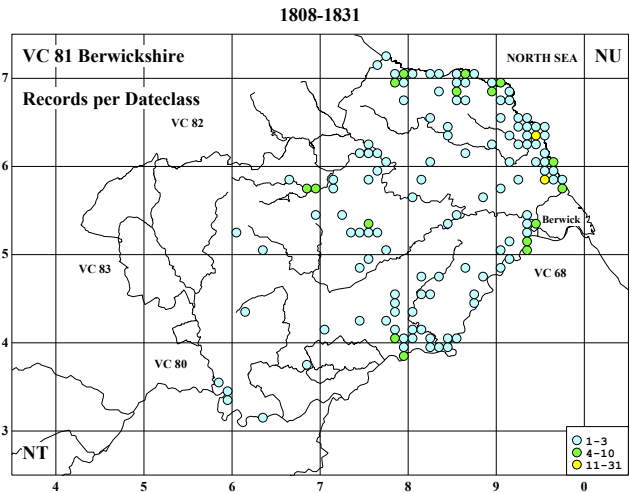 1808-1831
VC 81 Berwickshire
NORTH SEA
NU
7
Records per Dateclass
VC 82
6
Berwick
5
VC 83
VC 68
4
VC 80
3
NT
1-3
4-10
11-31
4 5 6 7 8 9 0